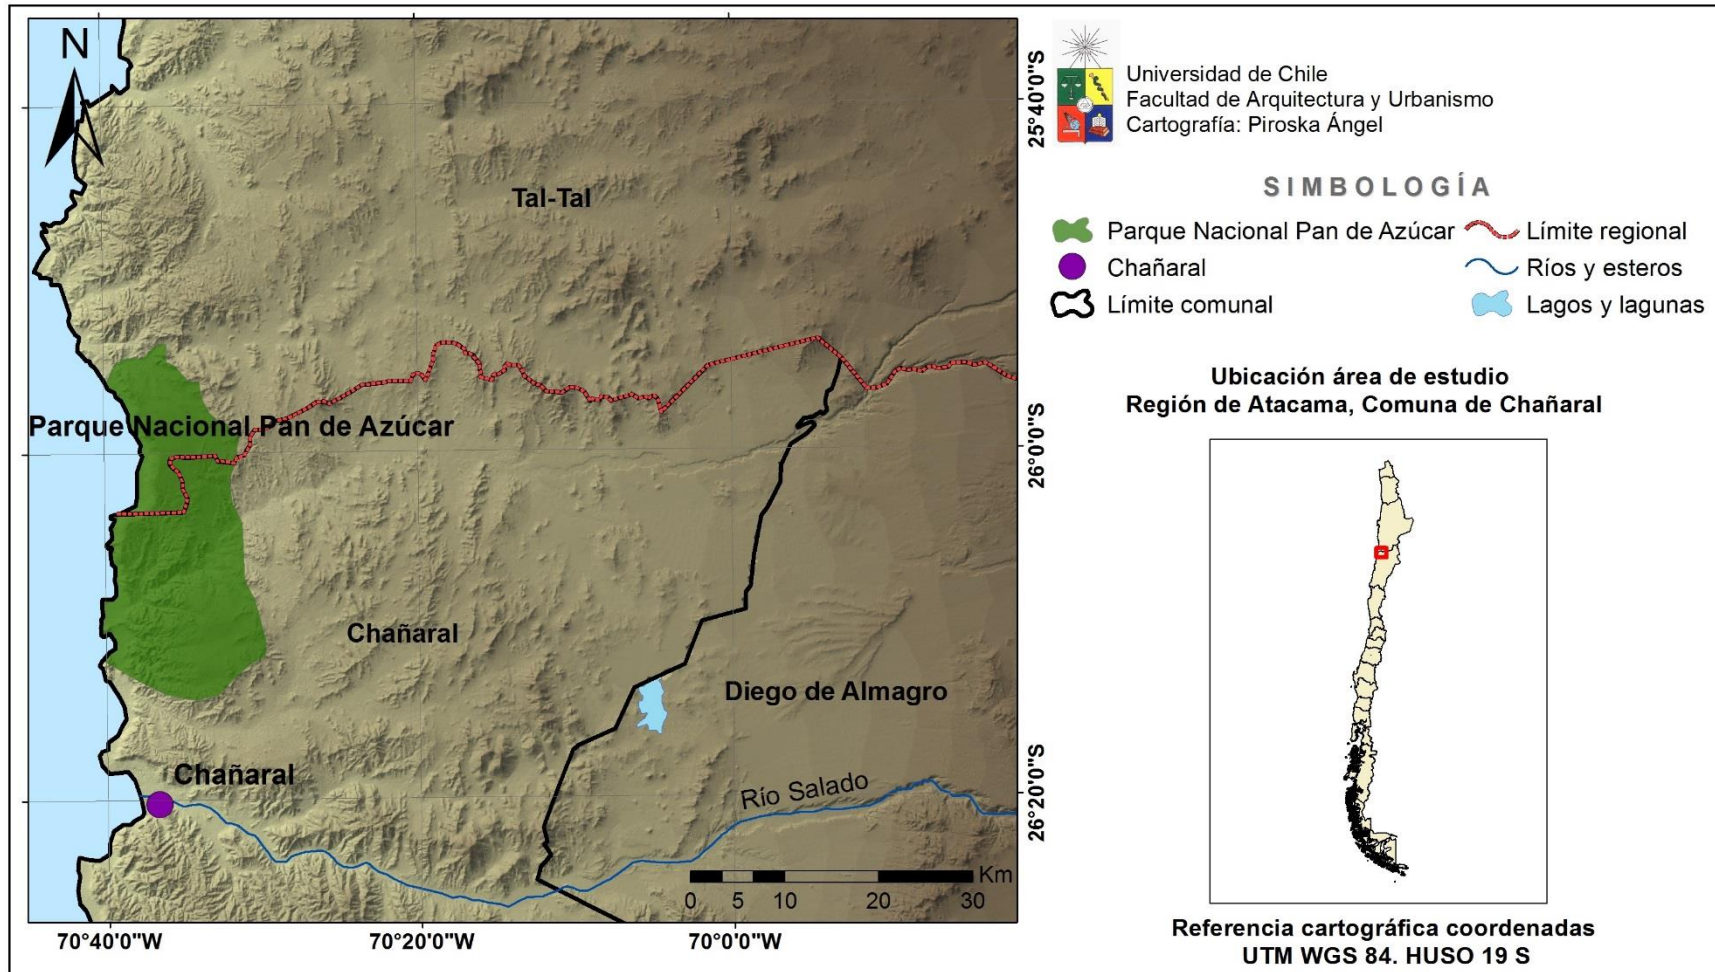 N
Tal-Tal
Parque Nacional Pan de Azúcar
Chañaral
Diego de Almagro
Chañaral
Río Salado
Km
0 5 10 20 30
70°40'0"W 70°20'0"W 70°0'0"W
25°40'0"S
26°0'0"S
26°20'0"S
Universidad de Chile
Facultad de Arquitectura y Urbanismo
Cartografía: Piroska Ángel
SIMBOLOGÍA
Parque Nacional Pan de Azúcar
Chañaral
Límite comunal
Límite regional
Ríos y esteros
Lagos y lagunas
Ubicación área de estudio
Región de Atacama, Comuna de Chañaral
Referencia cartográfica coordenadas
UTM WGS 84. HUSO 19 S